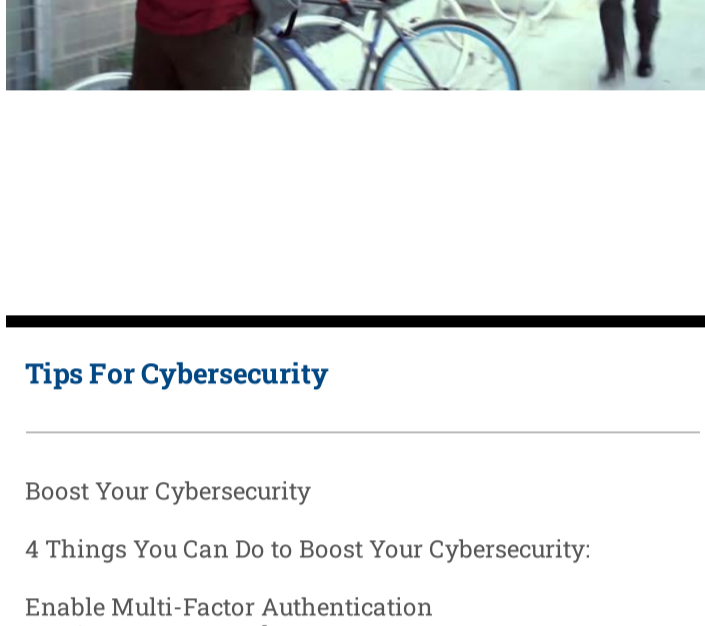 Tips For Cybersecurity
Boost Your Cybersecurity
4 Things You Can Do to Boost Your Cybersecurity:
Enable Multi-Factor Authentication